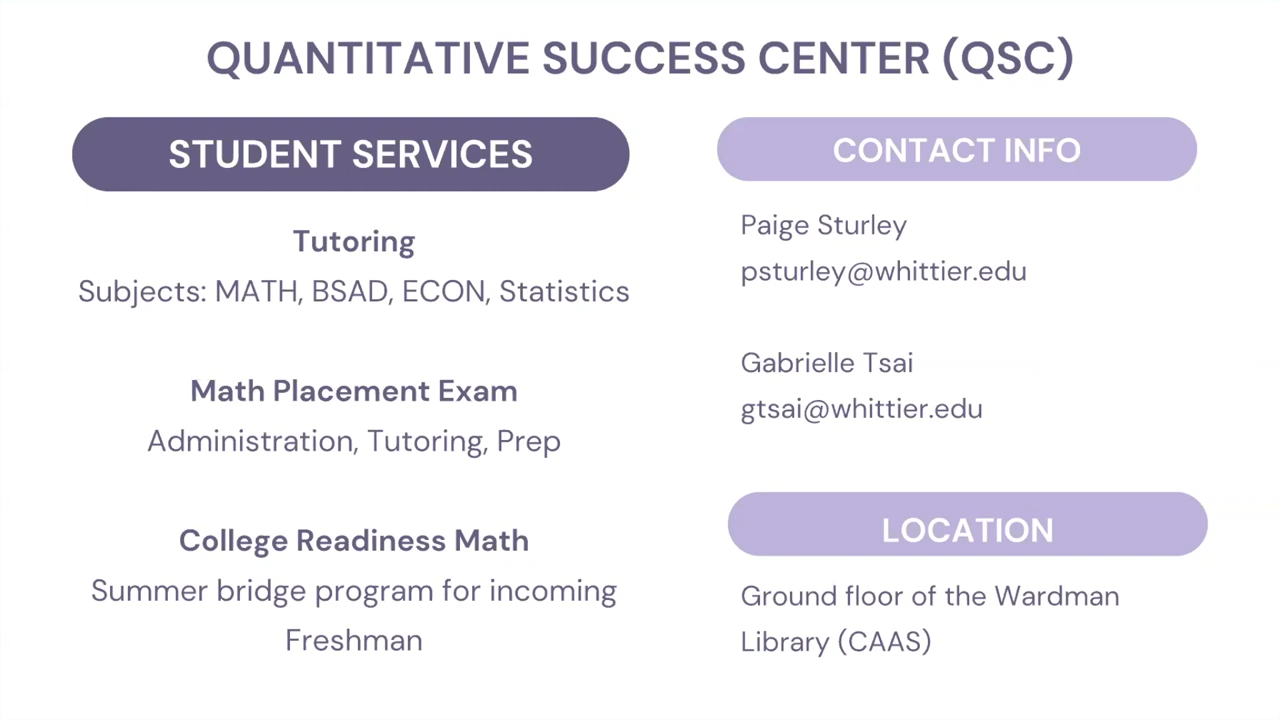 QUANTITATIVE SUCCESS CENTER (QSC)
STUDENT SERVICES
Tutoring
Subjects: MATH, BSAD, ECON, Statistics
Math Placement Exam
Administration, Tutoring, Prep
College Readiness Math
Summer bridge program for incoming
Freshman
CONTACT INFO
Paige Sturley
psturley@whittier.edu
Gabrielle Tsai
gtsai@whittier.edu
LOCATION
Ground floor of the Wardman
Library (CAAS)